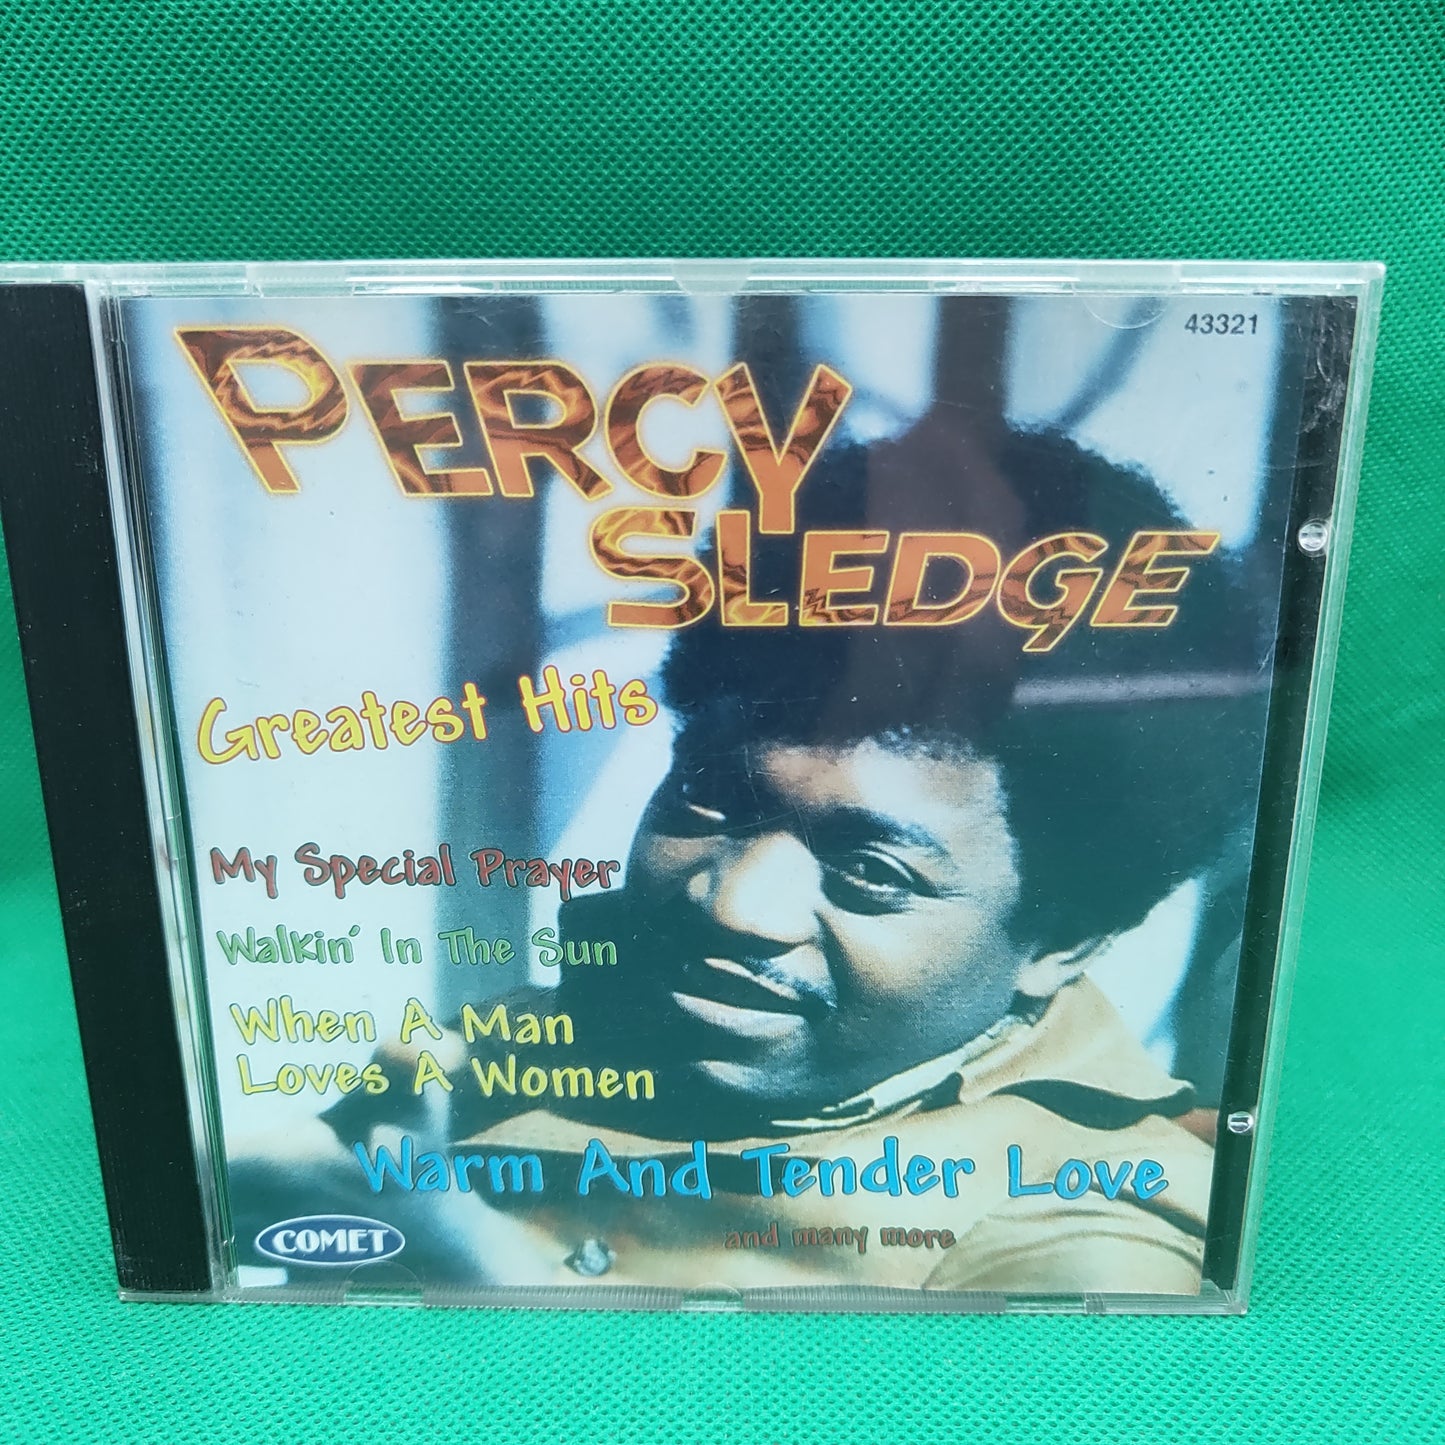 43321
PERCY
SLEDGE
Greatest Hits
My Special Prayer
Walkin' In The Sun
When A Man
Loves A Women
Warm And Tender Love
and many more
COMET